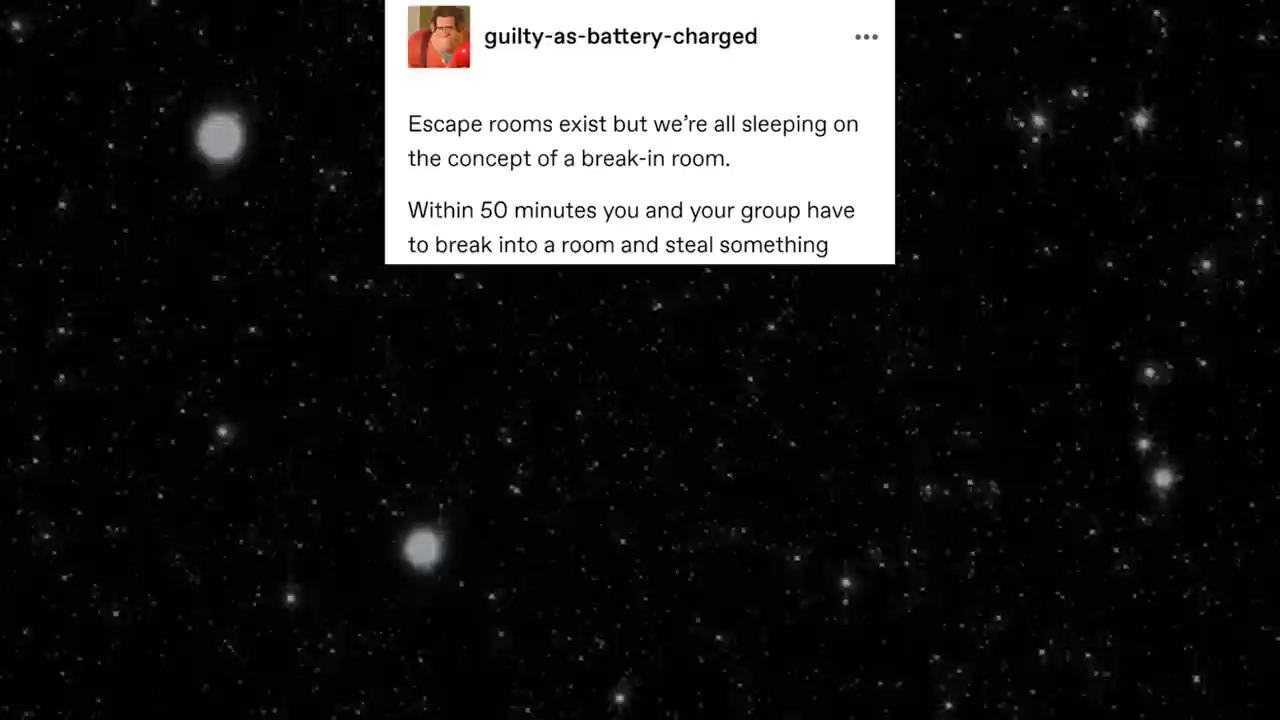 guilty-as-battery-charged
Escape rooms exist but we're all sleeping on
the concept of a break-in room.
Within 50 minutes you and your group have
to break into a room and steal something